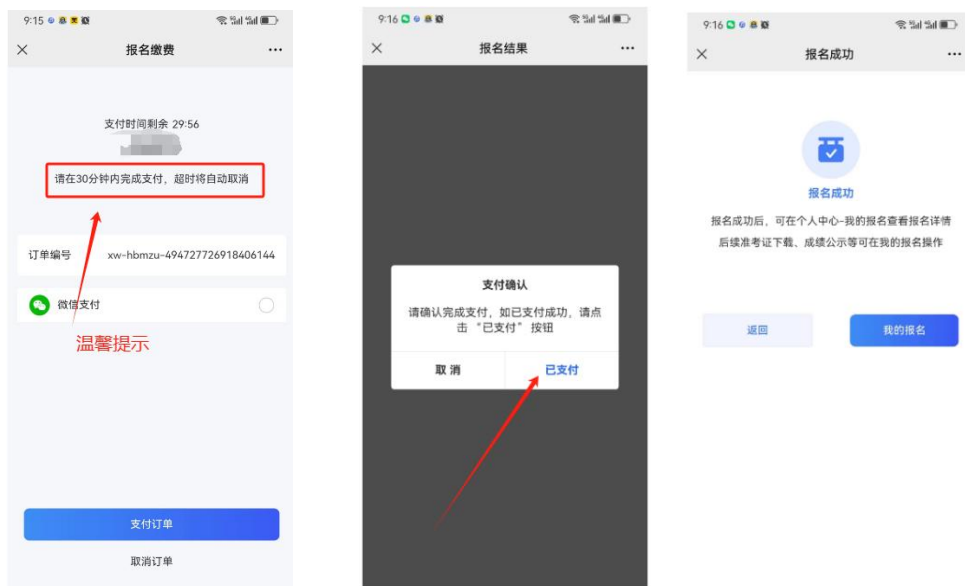 9:15
报名缴费
支付时间剩余 29:56
请在30分钟内完成支付，超时将自动取消
订单编号 xw-hbmzu-494727726918406144
微信支付
温馨提示
支付订单
取消订单
9:16
报名结果
支付确认
请确认完成支付，如已支付成功，请点
击 “已支付” 按钮
取消 已支付
9:16
报名成功
报名成功
报名成功后，可在个人中心-我的报名查看报名详情
后续准考证下载、成绩公示等可在我的报名操作
返回 我的报名